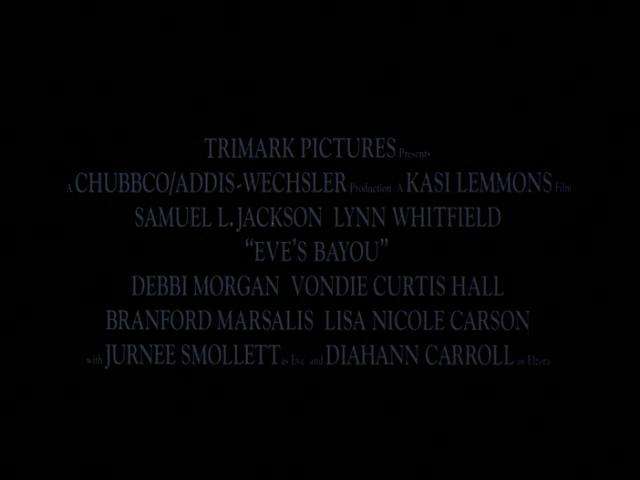 TRIMARK PICTURES Presents
A CHUBBCO/ADDIS-WECHSLER Production A KASI LEMMONS Film
SAMUEL L. JACKSON LYNN WHITFIELD
“EVE'S BAYOU”
DEBBI MORGAN VONDIE CURTIS HALL
BRANFORD MARSALIS LISA NICOLE CARSON
with JURNEE SMOLLETT as Eve and DIAHANN CARROLL as Elzora